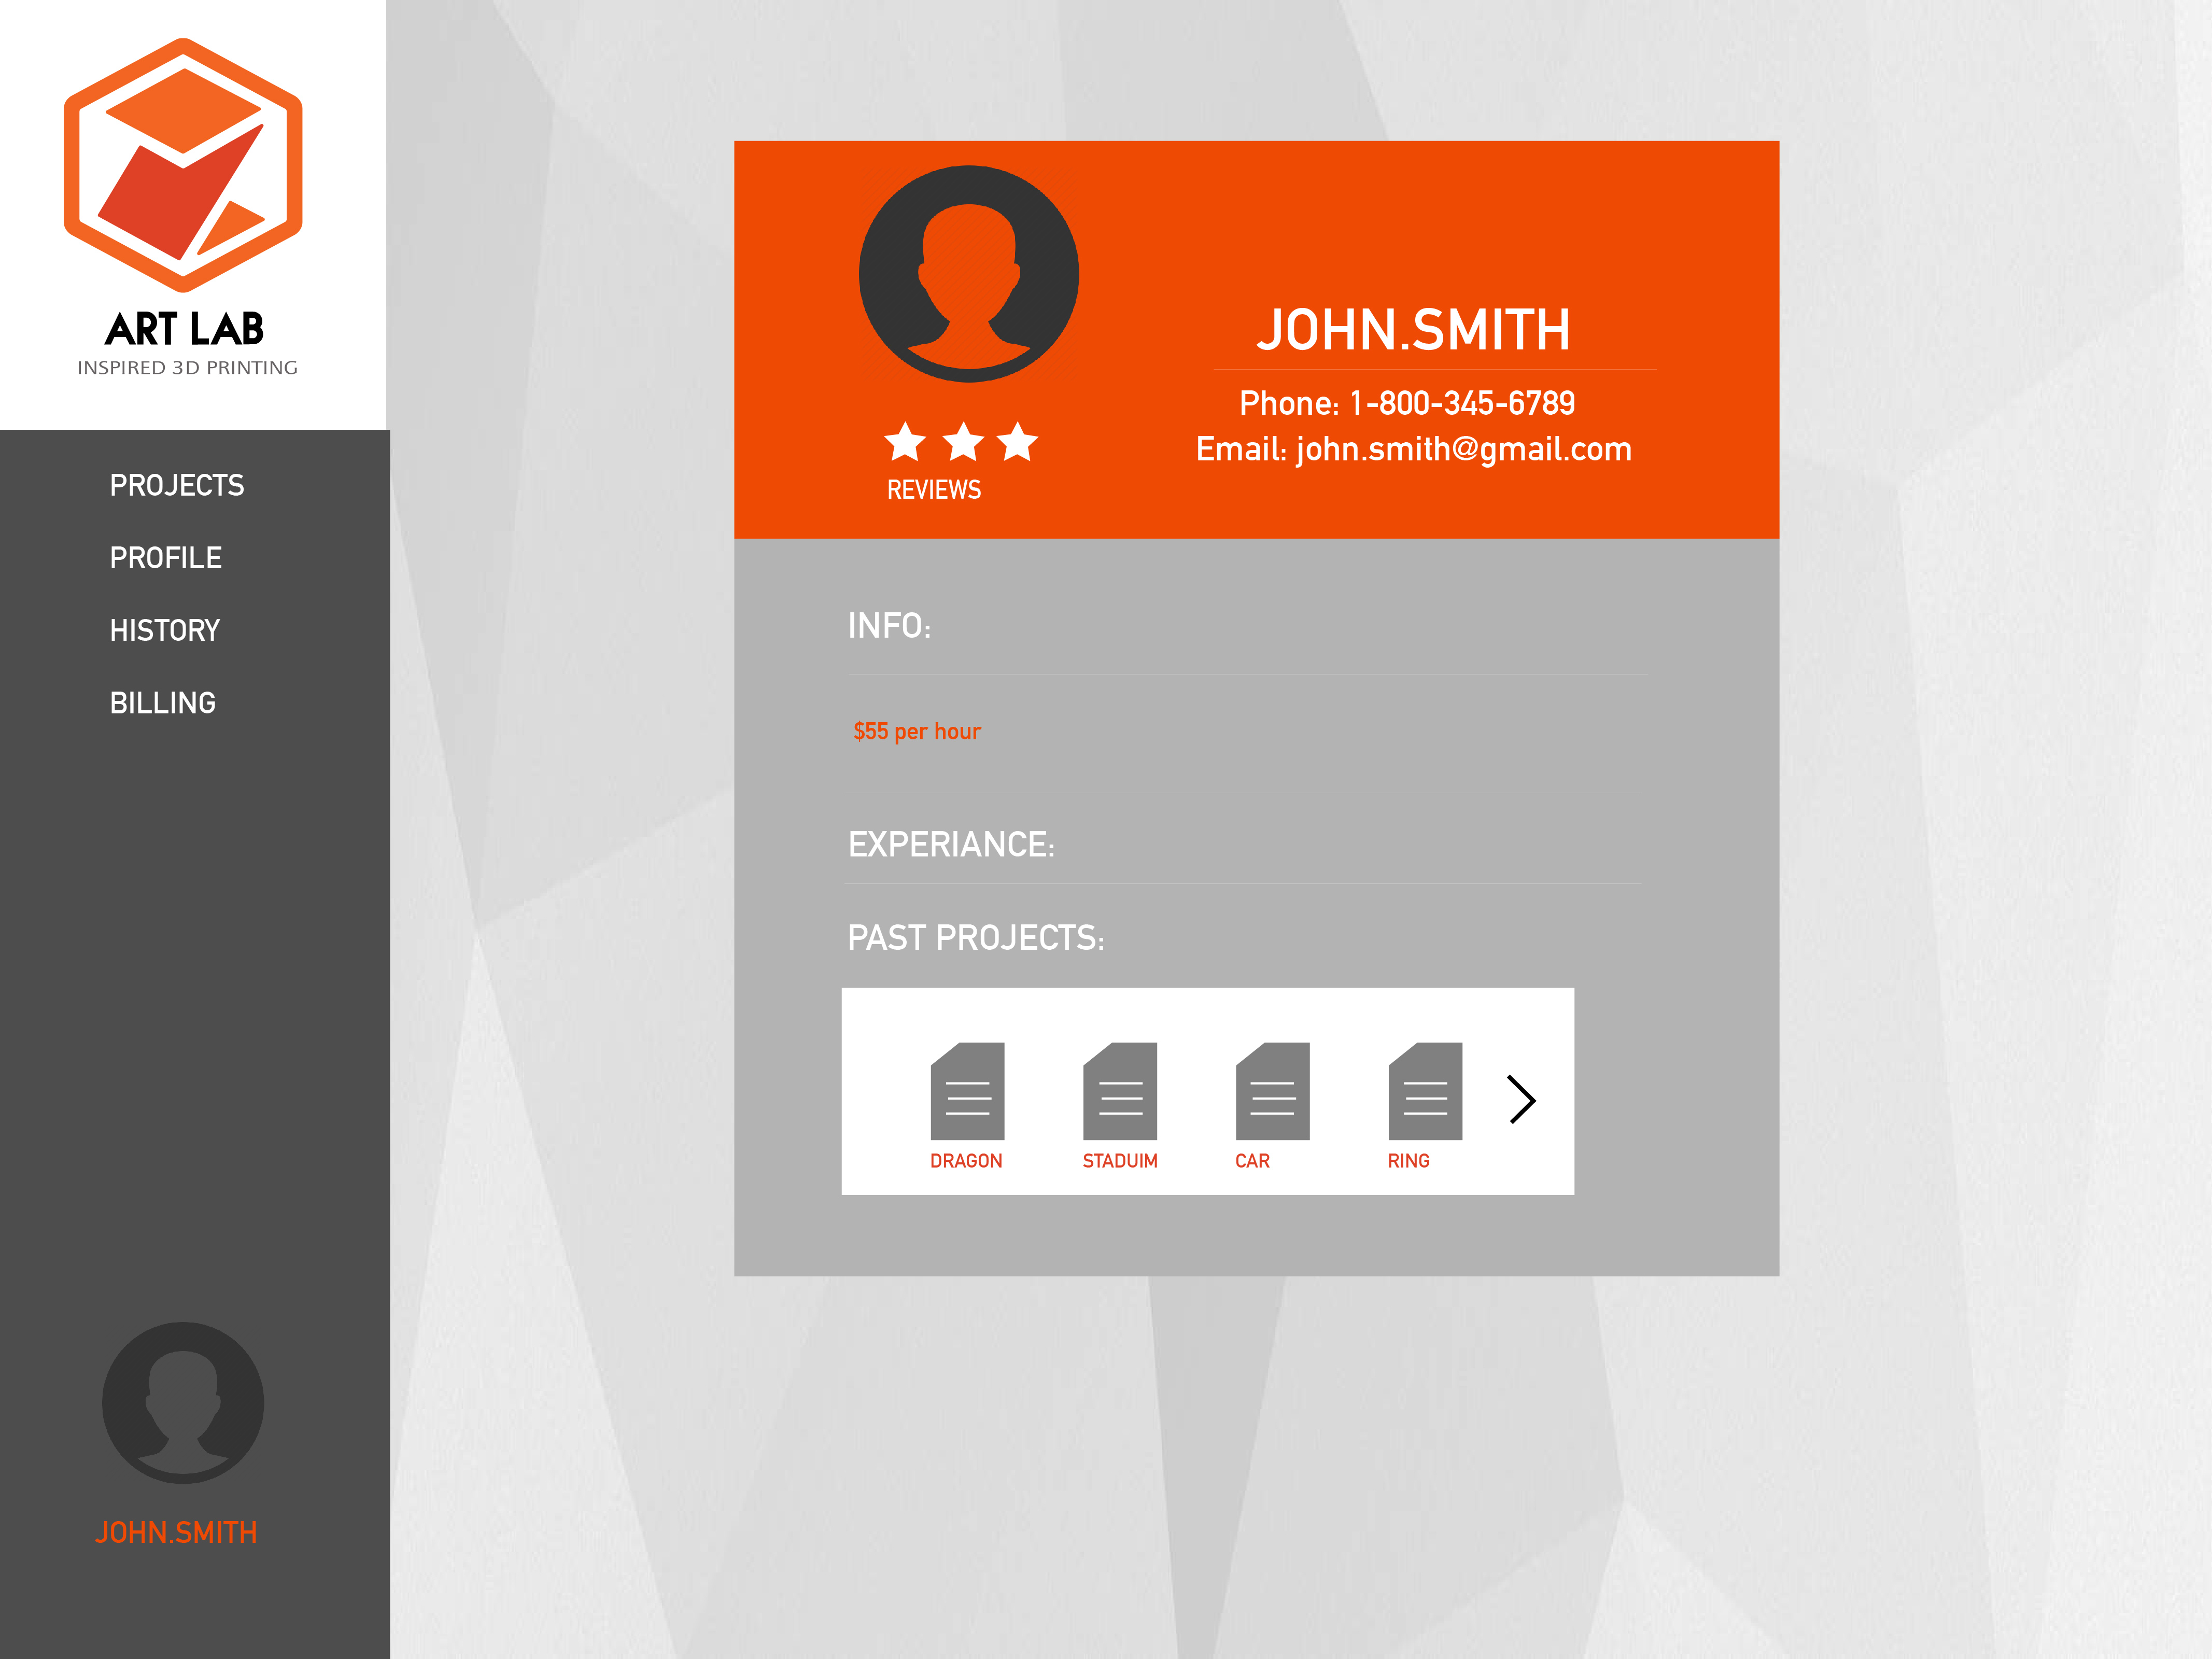 ART LAB
INSPIRED 3D PRINTING
PROJECTS
PROFILE
HISTORY
BILLING
JOHN.SMITH
JOHN.SMITH
Phone: 1-800-345-6789
Email: john.smith@gmail.com
REVIEWS
INFO:
$55 per hour
EXPERIANCE:
PAST PROJECTS:
DRAGON
STADUIM
CAR
RING